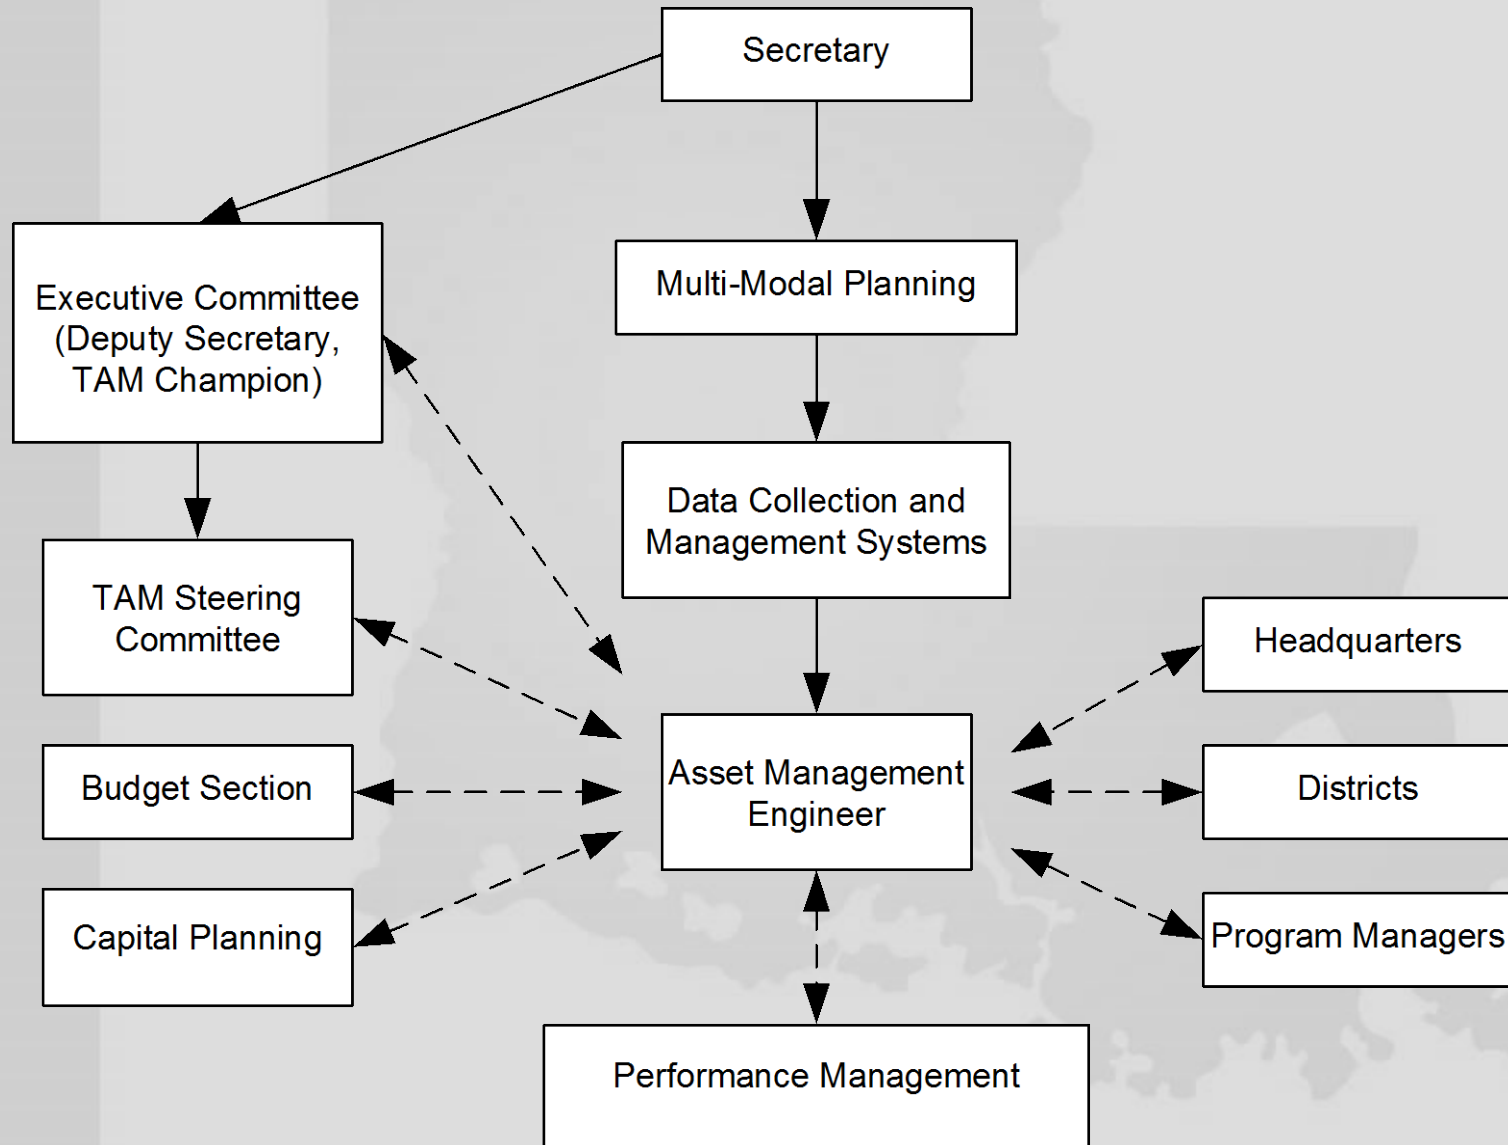 Secretary
Executive Committee
(Deputy Secretary,
TAM Champion)
Multi-Modal Planning
Data Collection and
Management Systems
TAM Steering
Committee
Headquarters
Budget Section
Asset Management
Engineer
Districts
Capital Planning
Program Managers
Performance Management